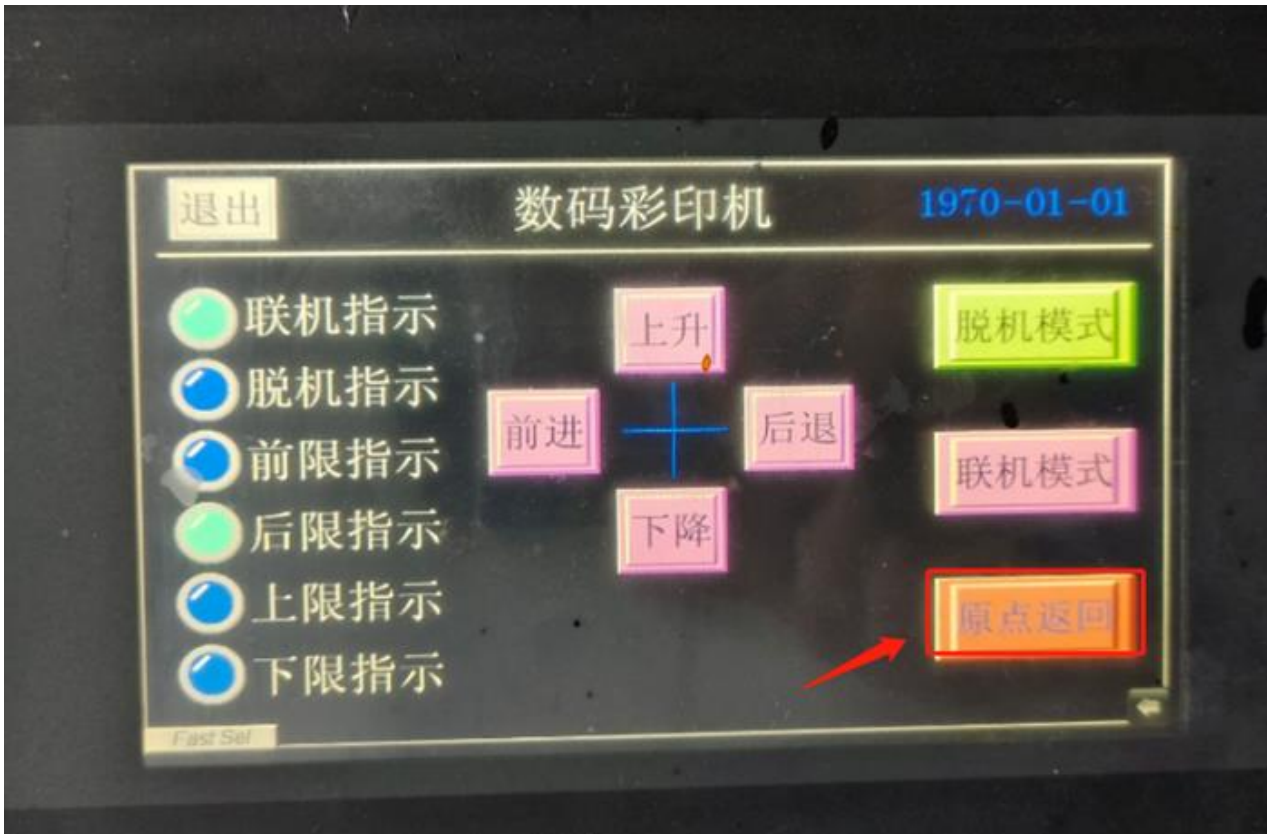 退出
数码彩印机
1970-01-01
联机指示
脱机指示
前限指示
后限指示
上限指示
下限指示
上升
前进
后退
下降
脱机模式
联机模式
原点返回
Fast Sel